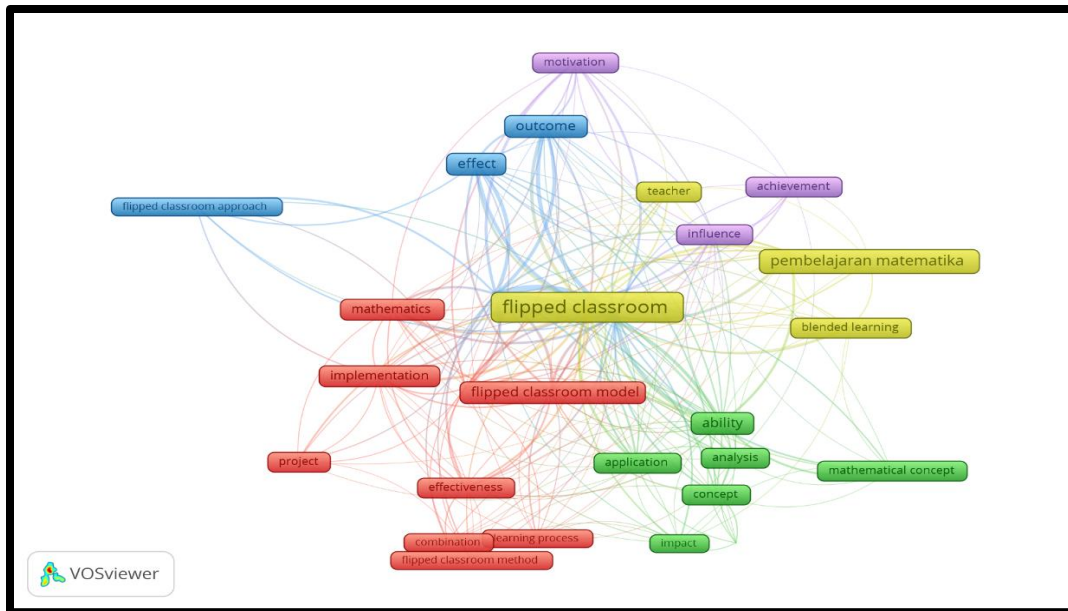 motivation
outcome
effect
teacher
achievement
flipped classroom approach
influence
pembelajaran matematika
flipped classroom
mathematics
blended learning
implementation
flipped classroom model
ability
analysis
project
application
mathematical concept
effectiveness
concept
combination
learning process
impact
flipped classroom method
VOSviewer